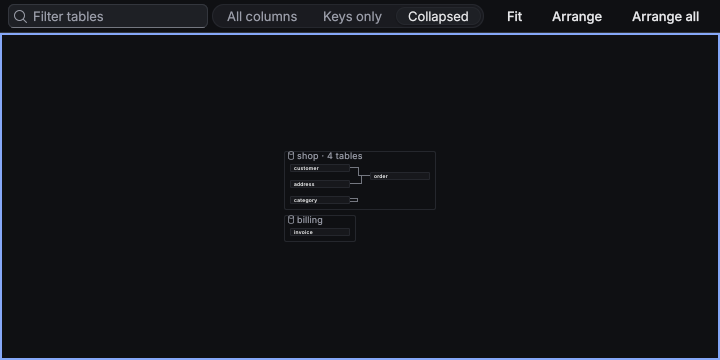 Filter tables
All columns
Keys only
Collapsed
Fit
Arrange
Arrange all
shop · 4 tables
customer
order
address
category
billing
invoice